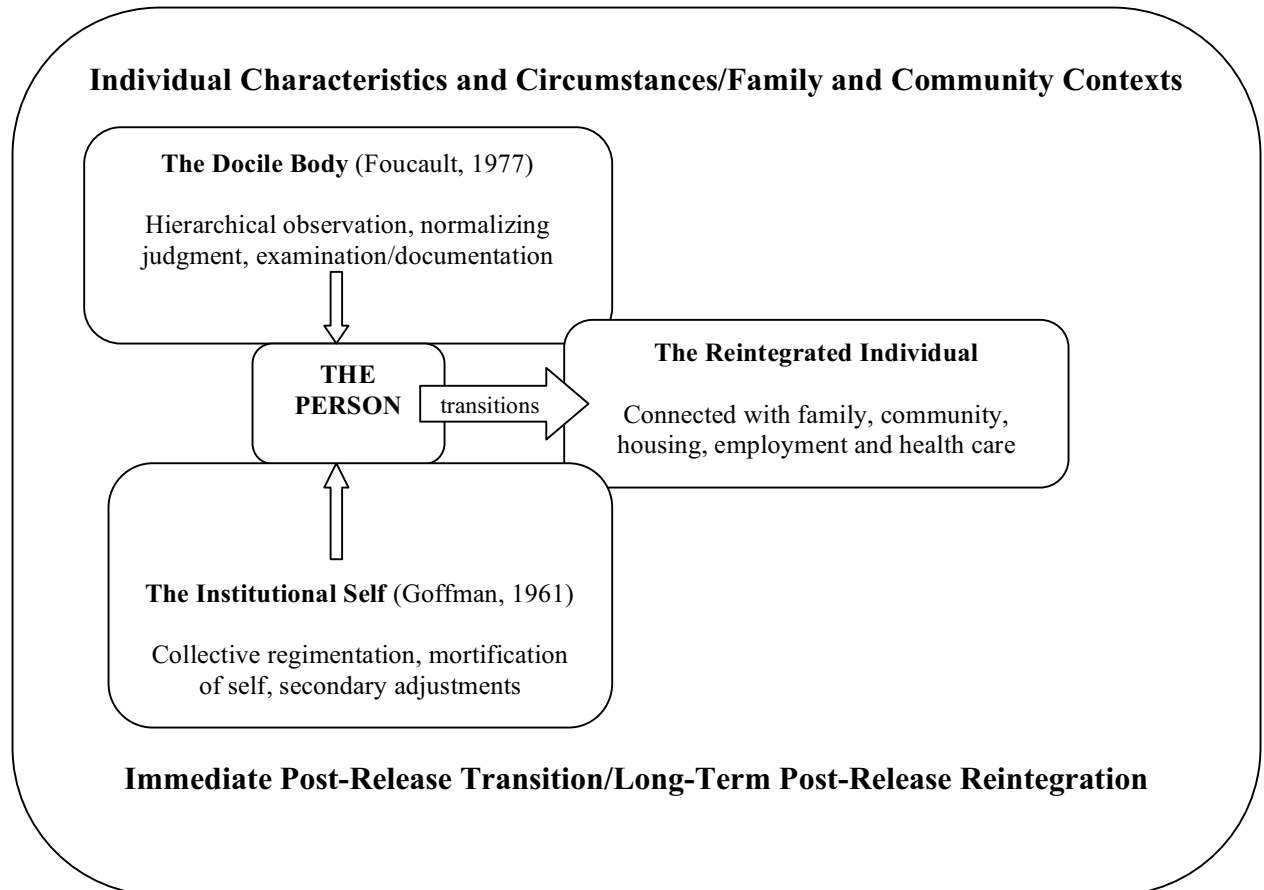 Individual Characteristics and Circumstances/Family and Community Contexts
The Docile Body (Foucault, 1977)
Hierarchical observation, normalizing
judgment, examination/documentation
THE
PERSON
transitions
The Reintegrated Individual
Connected with family, community,
housing, employment and health care
The Institutional Self (Goffman, 1961)
Collective regimentation, mortification
of self, secondary adjustments
Immediate Post-Release Transition/Long-Term Post-Release Reintegration